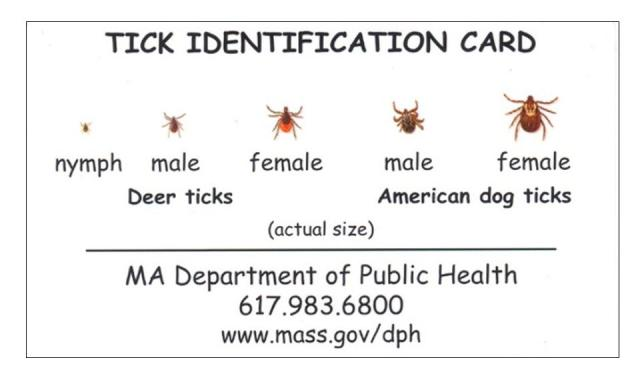 TICK IDENTIFICATION CARD
nymph male female male female
Deer ticks American dog ticks
(actual size)
MA Department of Public Health
617.983.6800
www.mass.gov/dph